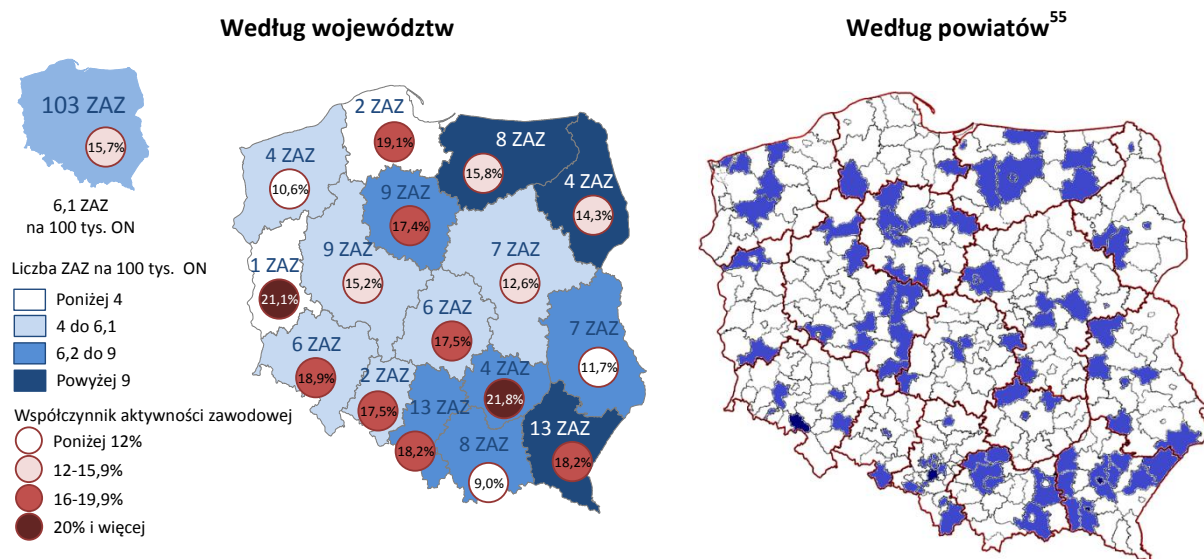 Według województw
Według powiatów55
103 ZAZ
15,7%
6,1 ZAZ
na 100 tys. ON
Liczba ZAZ na 100 tys. ON
Poniżej 4
4 do 6,1
6,2 do 9
Powyżej 9
Współczynnik aktywności zawodowej
Poniżej 12%
12-15,9%
16-19,9%
20% i więcej
2 ZAZ
19,1%
8 ZAZ
15,8%
4 ZAZ
10,6%
4 ZAZ
14,3%
9 ZAZ
17,4%
1 ZAZ
21,1%
9 ZAZ
15,2%
7 ZAZ
12,6%
6 ZAZ
17,5%
7 ZAZ
11,7%
6 ZAZ
18,9%
2 ZAZ
17,5%
4 ZAZ
21,8%
13 ZAZ
18,2%
8 ZAZ
9,0%
13 ZAZ
18,2%